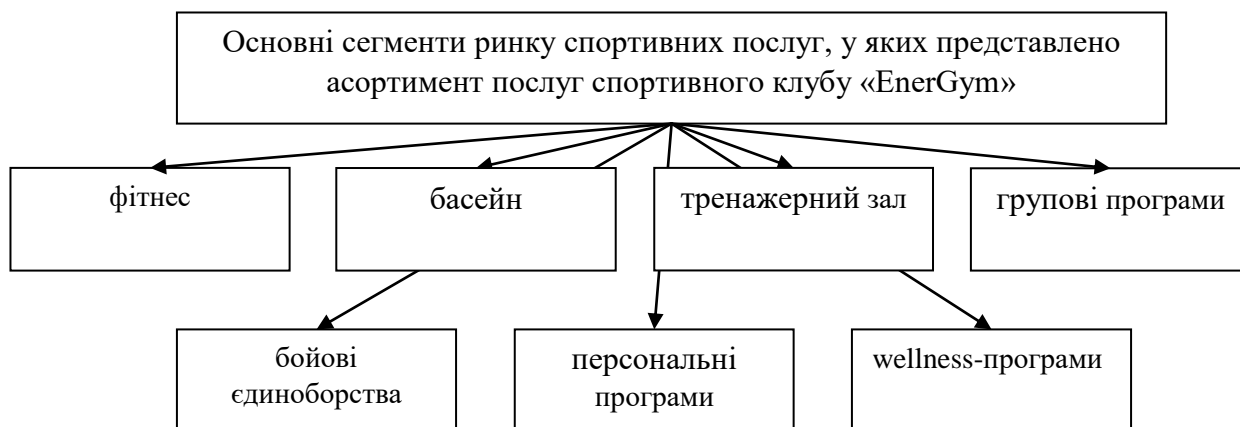 Основні сегменти ринку спортивних послуг, у яких представлено
асортимент послуг спортивного клубу «EnerGym»
фітнес
басейн
тренажерний зал
групові програми
бойові
єдиноборства
персональні
програми
wellness-програми